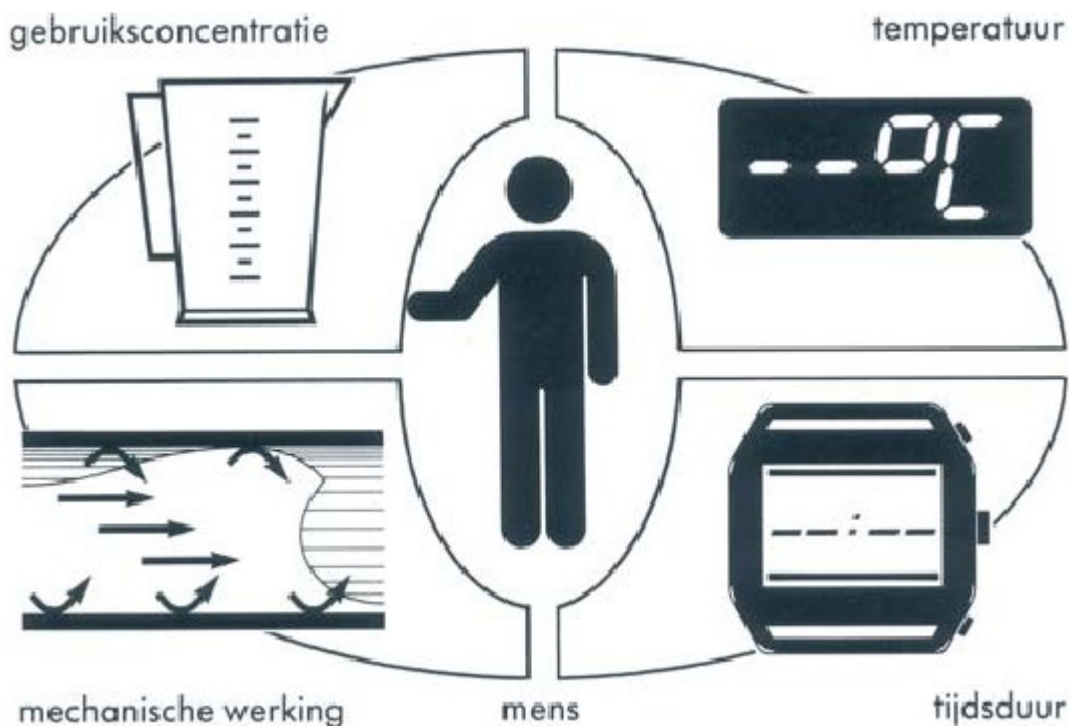 gebruiksconcentratie
temperatuur
- - °C
--:--
mechanische werking
mens
tijdsduur